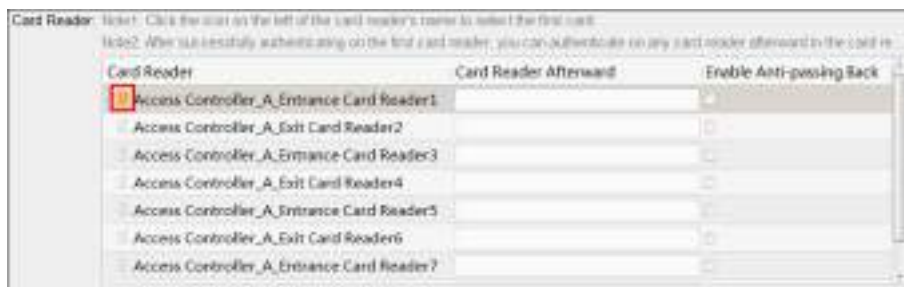 Card Reader: Note1. Click the icon on the left of the card reader's name to select the first card
Note2. After successfully authenticating on the first card reader, you can authenticate on any card reader afterward in the card re
Card Reader Card Reader Afterward Enable Anti-passing Back
Access Controller_A_Entrance Card Reader1
Access Controller_A_Exit Card Reader2
Access Controller_A_Entrance Card Reader3
Access Controller_A_Exit Card Reader4
Access Controller_A_Entrance Card Reader5
Access Controller_A_Exit Card Reader6
Access Controller_A_Entrance Card Reader7